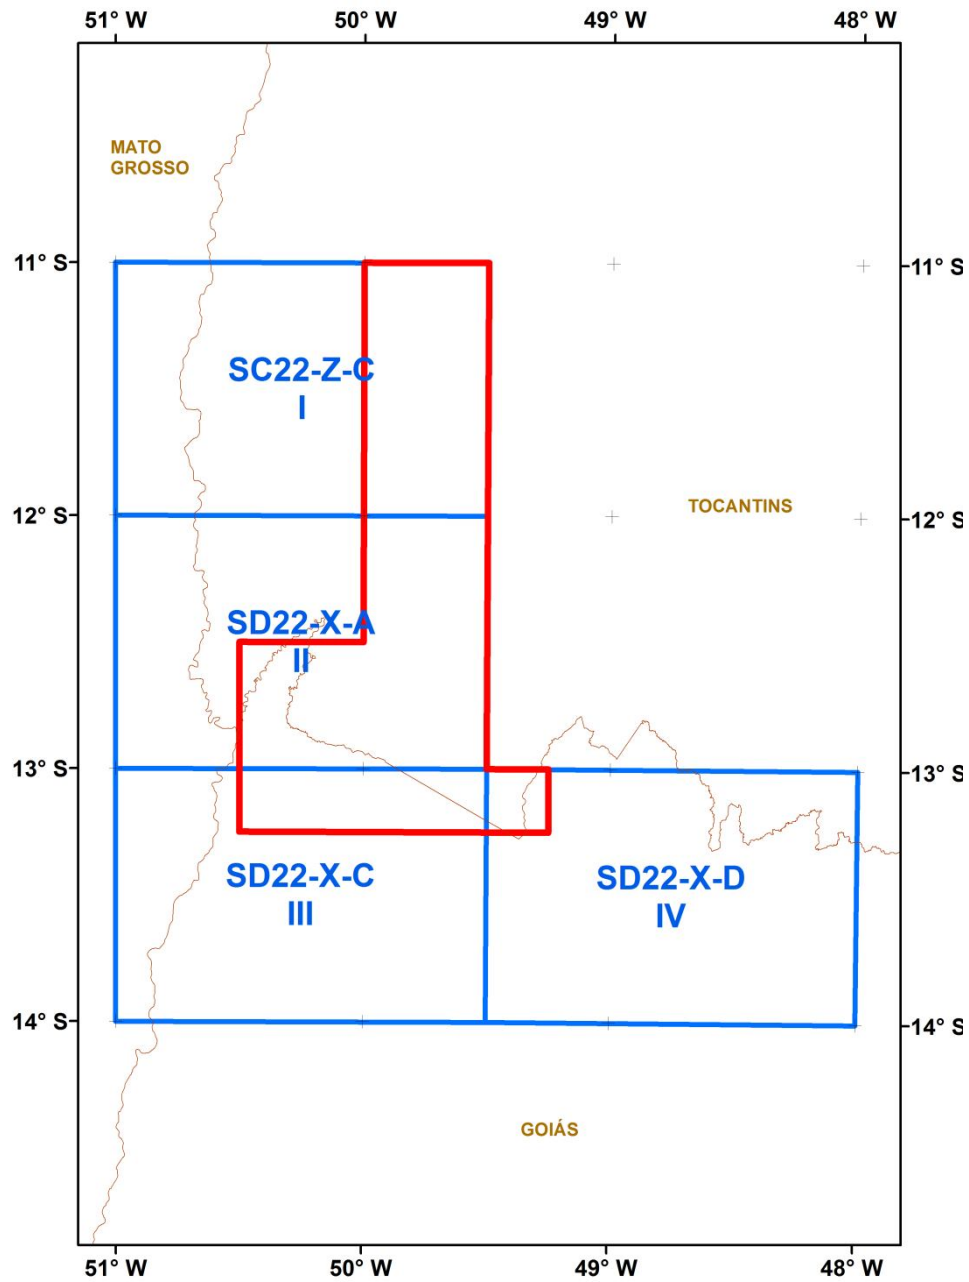 51° W 50° W 49° W 48° W
MATO
GROSSO
11° S 11° S
SC22-Z-C
I
TOCANTINS
12° S 12° S
SD22-X-A
II
13° S 13° S
SD22-X-C SD22-X-D
III IV
14° S 14° S
GOIÁS
51° W 50° W 49° W 48° W